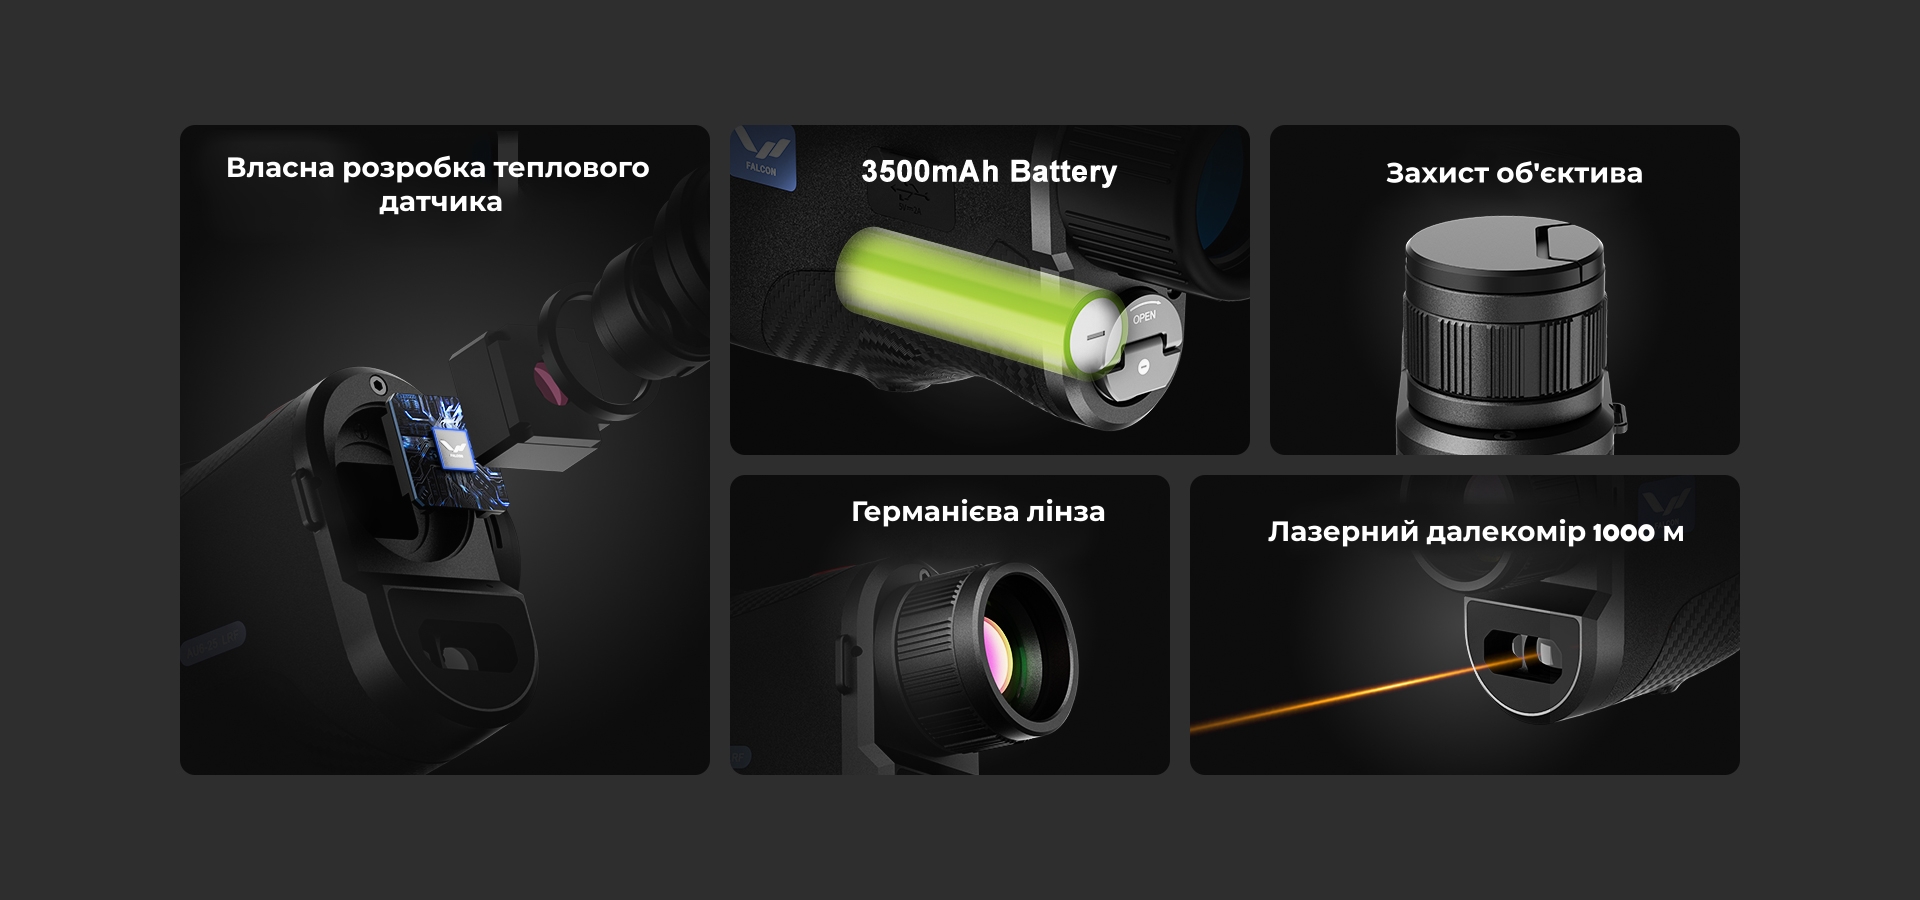 Власна розробка теплового
датчика
FALCON
3500mAh Battery
OPEN
Захист об'єктива
Германієва лінза
Лазерний далекомір 1000 м